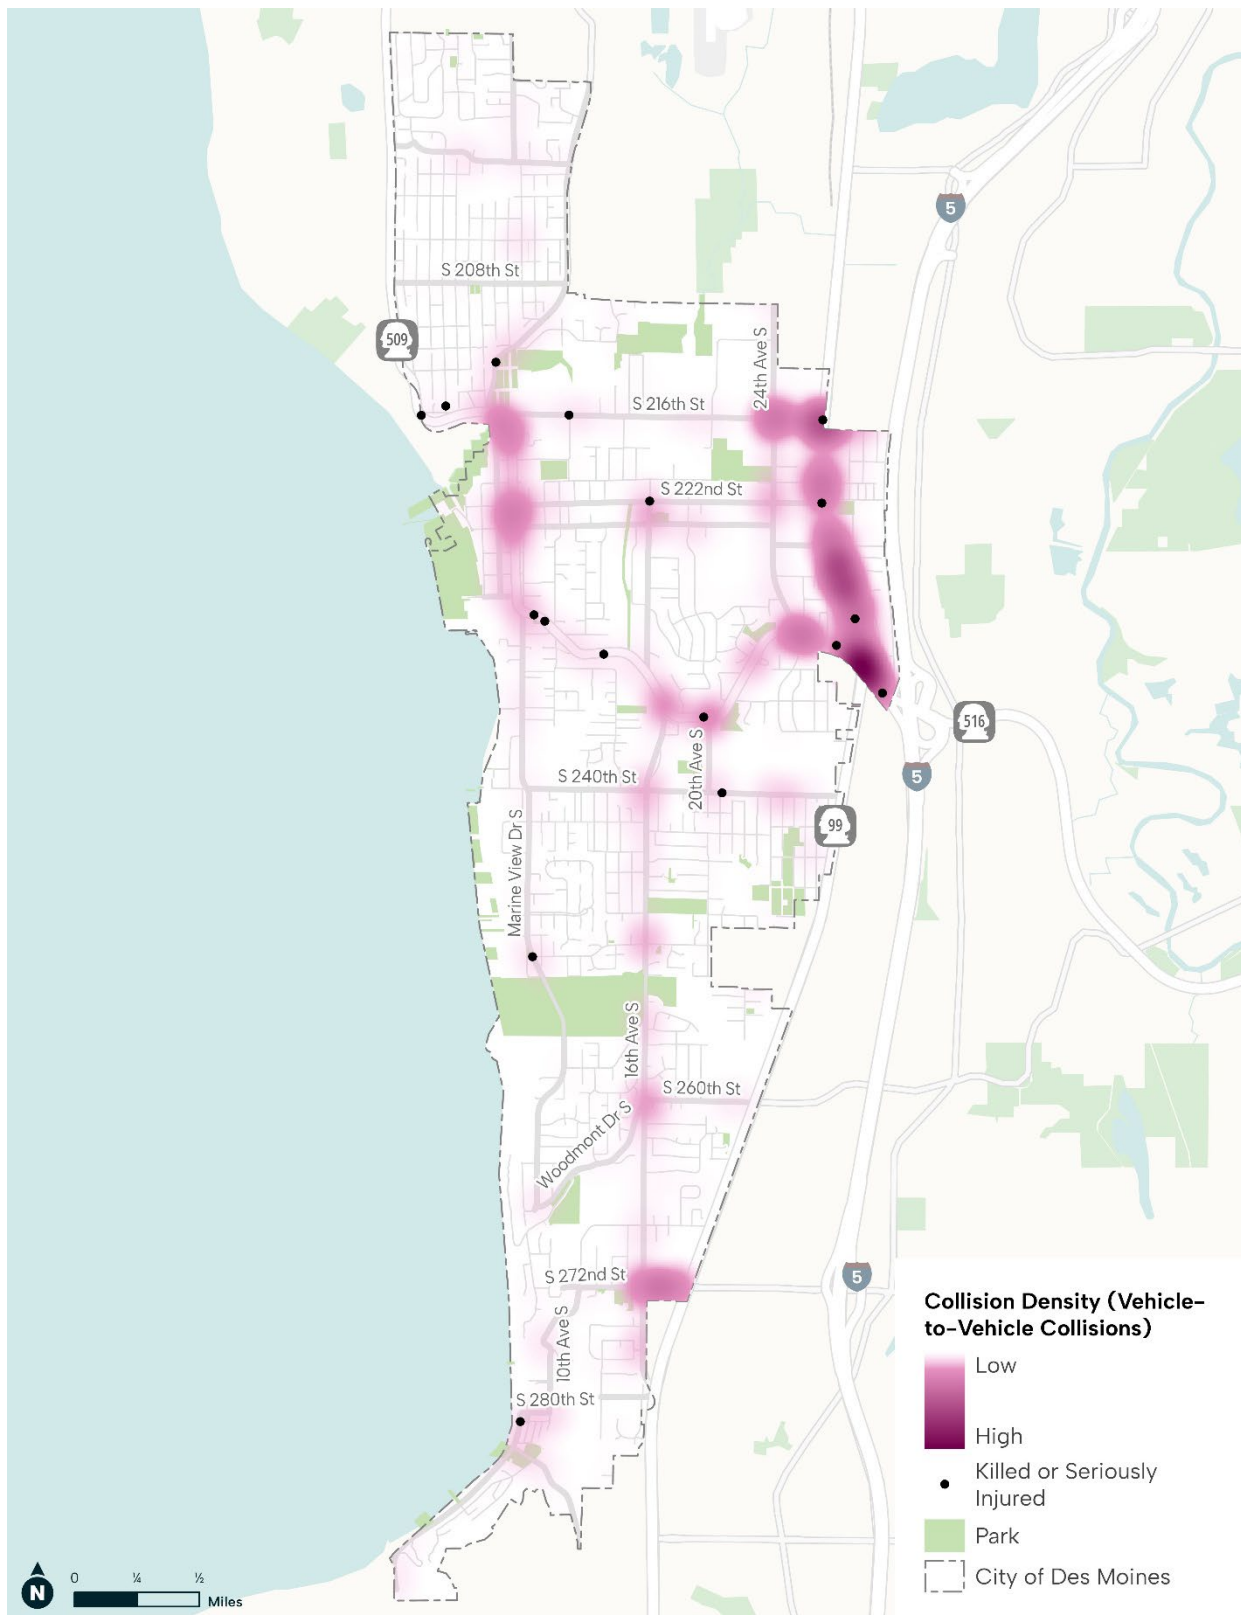 5
S 208th St
509
24th Ave S
S 216th St
S 222nd St
516
20th Ave S
S 240th St
5
99
Marine View Dr S
16th Ave S
S 260th St
Woodmont Dr S
S 272nd St
5
10th Ave S
S 280th St
Collision Density (Vehicle-
to-Vehicle Collisions)
Low
High
Killed or Seriously
Injured
Park
City of Des Moines
N
0 ¼ ½
Miles